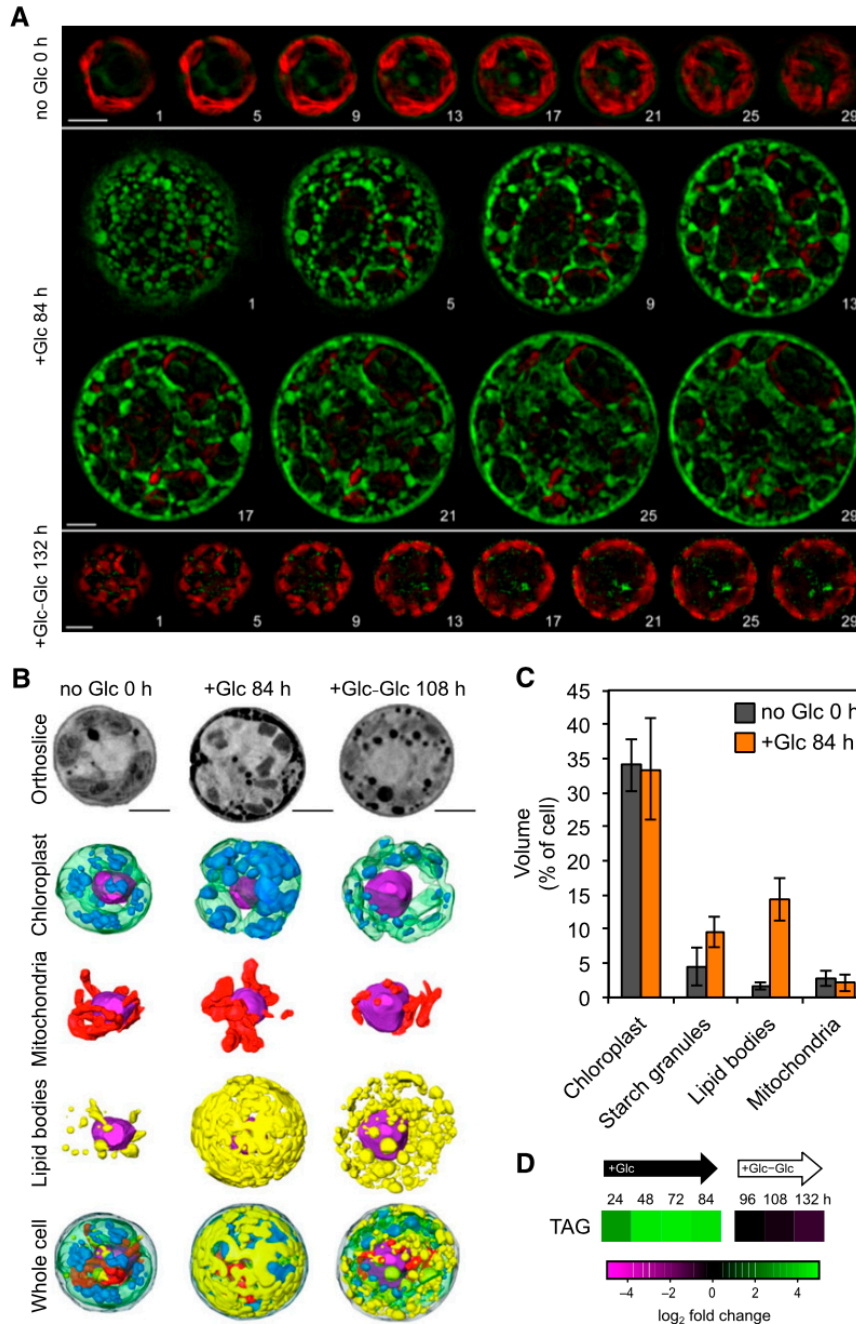 A
no Glc 0 h
1 5 9 13 17 21 25 29
+Glc 84 h
1 5 9 13
17 21 25 29
+Glc–Glc 132 h
1 5 9 13 17 21 25 29
B
no Glc 0 h +Glc 84 h +Glc-Glc 108 h
Orthoslice
Chloroplast
Mitochondria
Lipid bodies
Whole cell
C
45
40
35
30
25
20
15
10
5
0
Volume
(% of cell)
no Glc 0 h
+Glc 84 h
Chloroplast
Starch granules
Lipid bodies
Mitochondria
D
+Glc +Glc–Glc
24 48 72 84 96 108 132 h
TAG
−4 −2 0 2 4
log₂ fold change